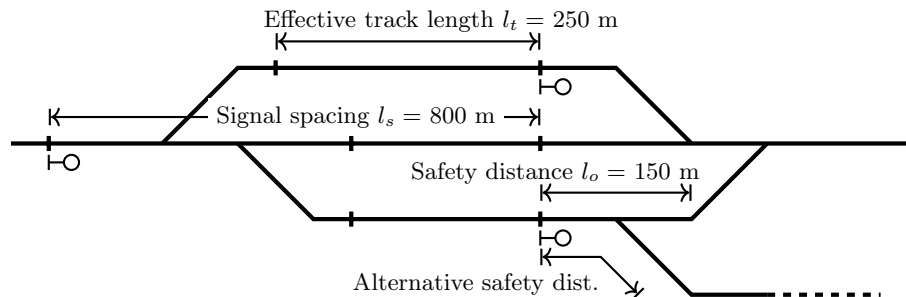 Effective track length l_t = 250 m
Signal spacing l_s = 800 m
Safety distance l_o = 150 m
Alternative safety dist.